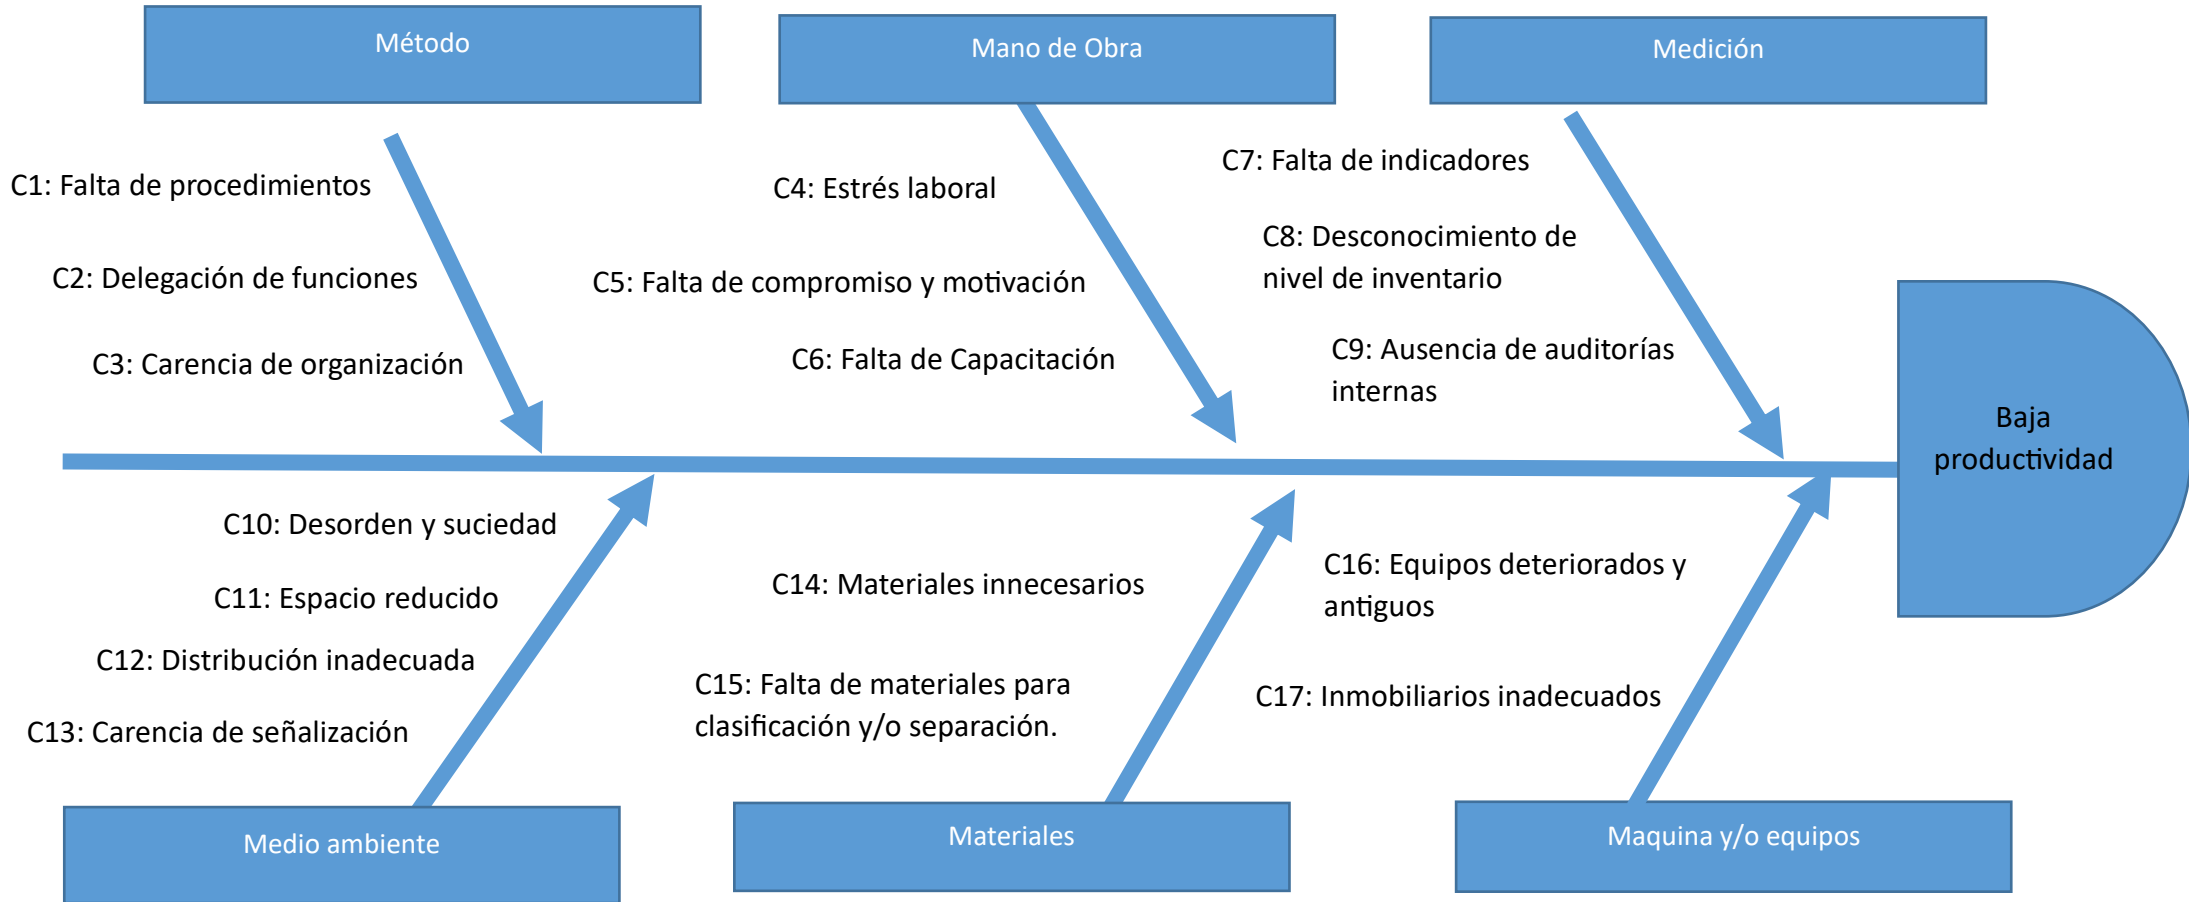 Método
Mano de Obra
Medición
C1: Falta de procedimientos
C2: Delegación de funciones
C3: Carencia de organización
C4: Estrés laboral
C5: Falta de compromiso y motivación
C6: Falta de Capacitación
C7: Falta de indicadores
C8: Desconocimiento de
nivel de inventario
C9: Ausencia de auditorías
internas
Baja
productividad
C10: Desorden y suciedad
C11: Espacio reducido
C12: Distribución inadecuada
C13: Carencia de señalización
C14: Materiales innecesarios
C15: Falta de materiales para
clasificación y/o separación.
C16: Equipos deteriorados y
antiguos
C17: Inmobiliarios inadecuados
Medio ambiente
Materiales
Maquina y/o equipos